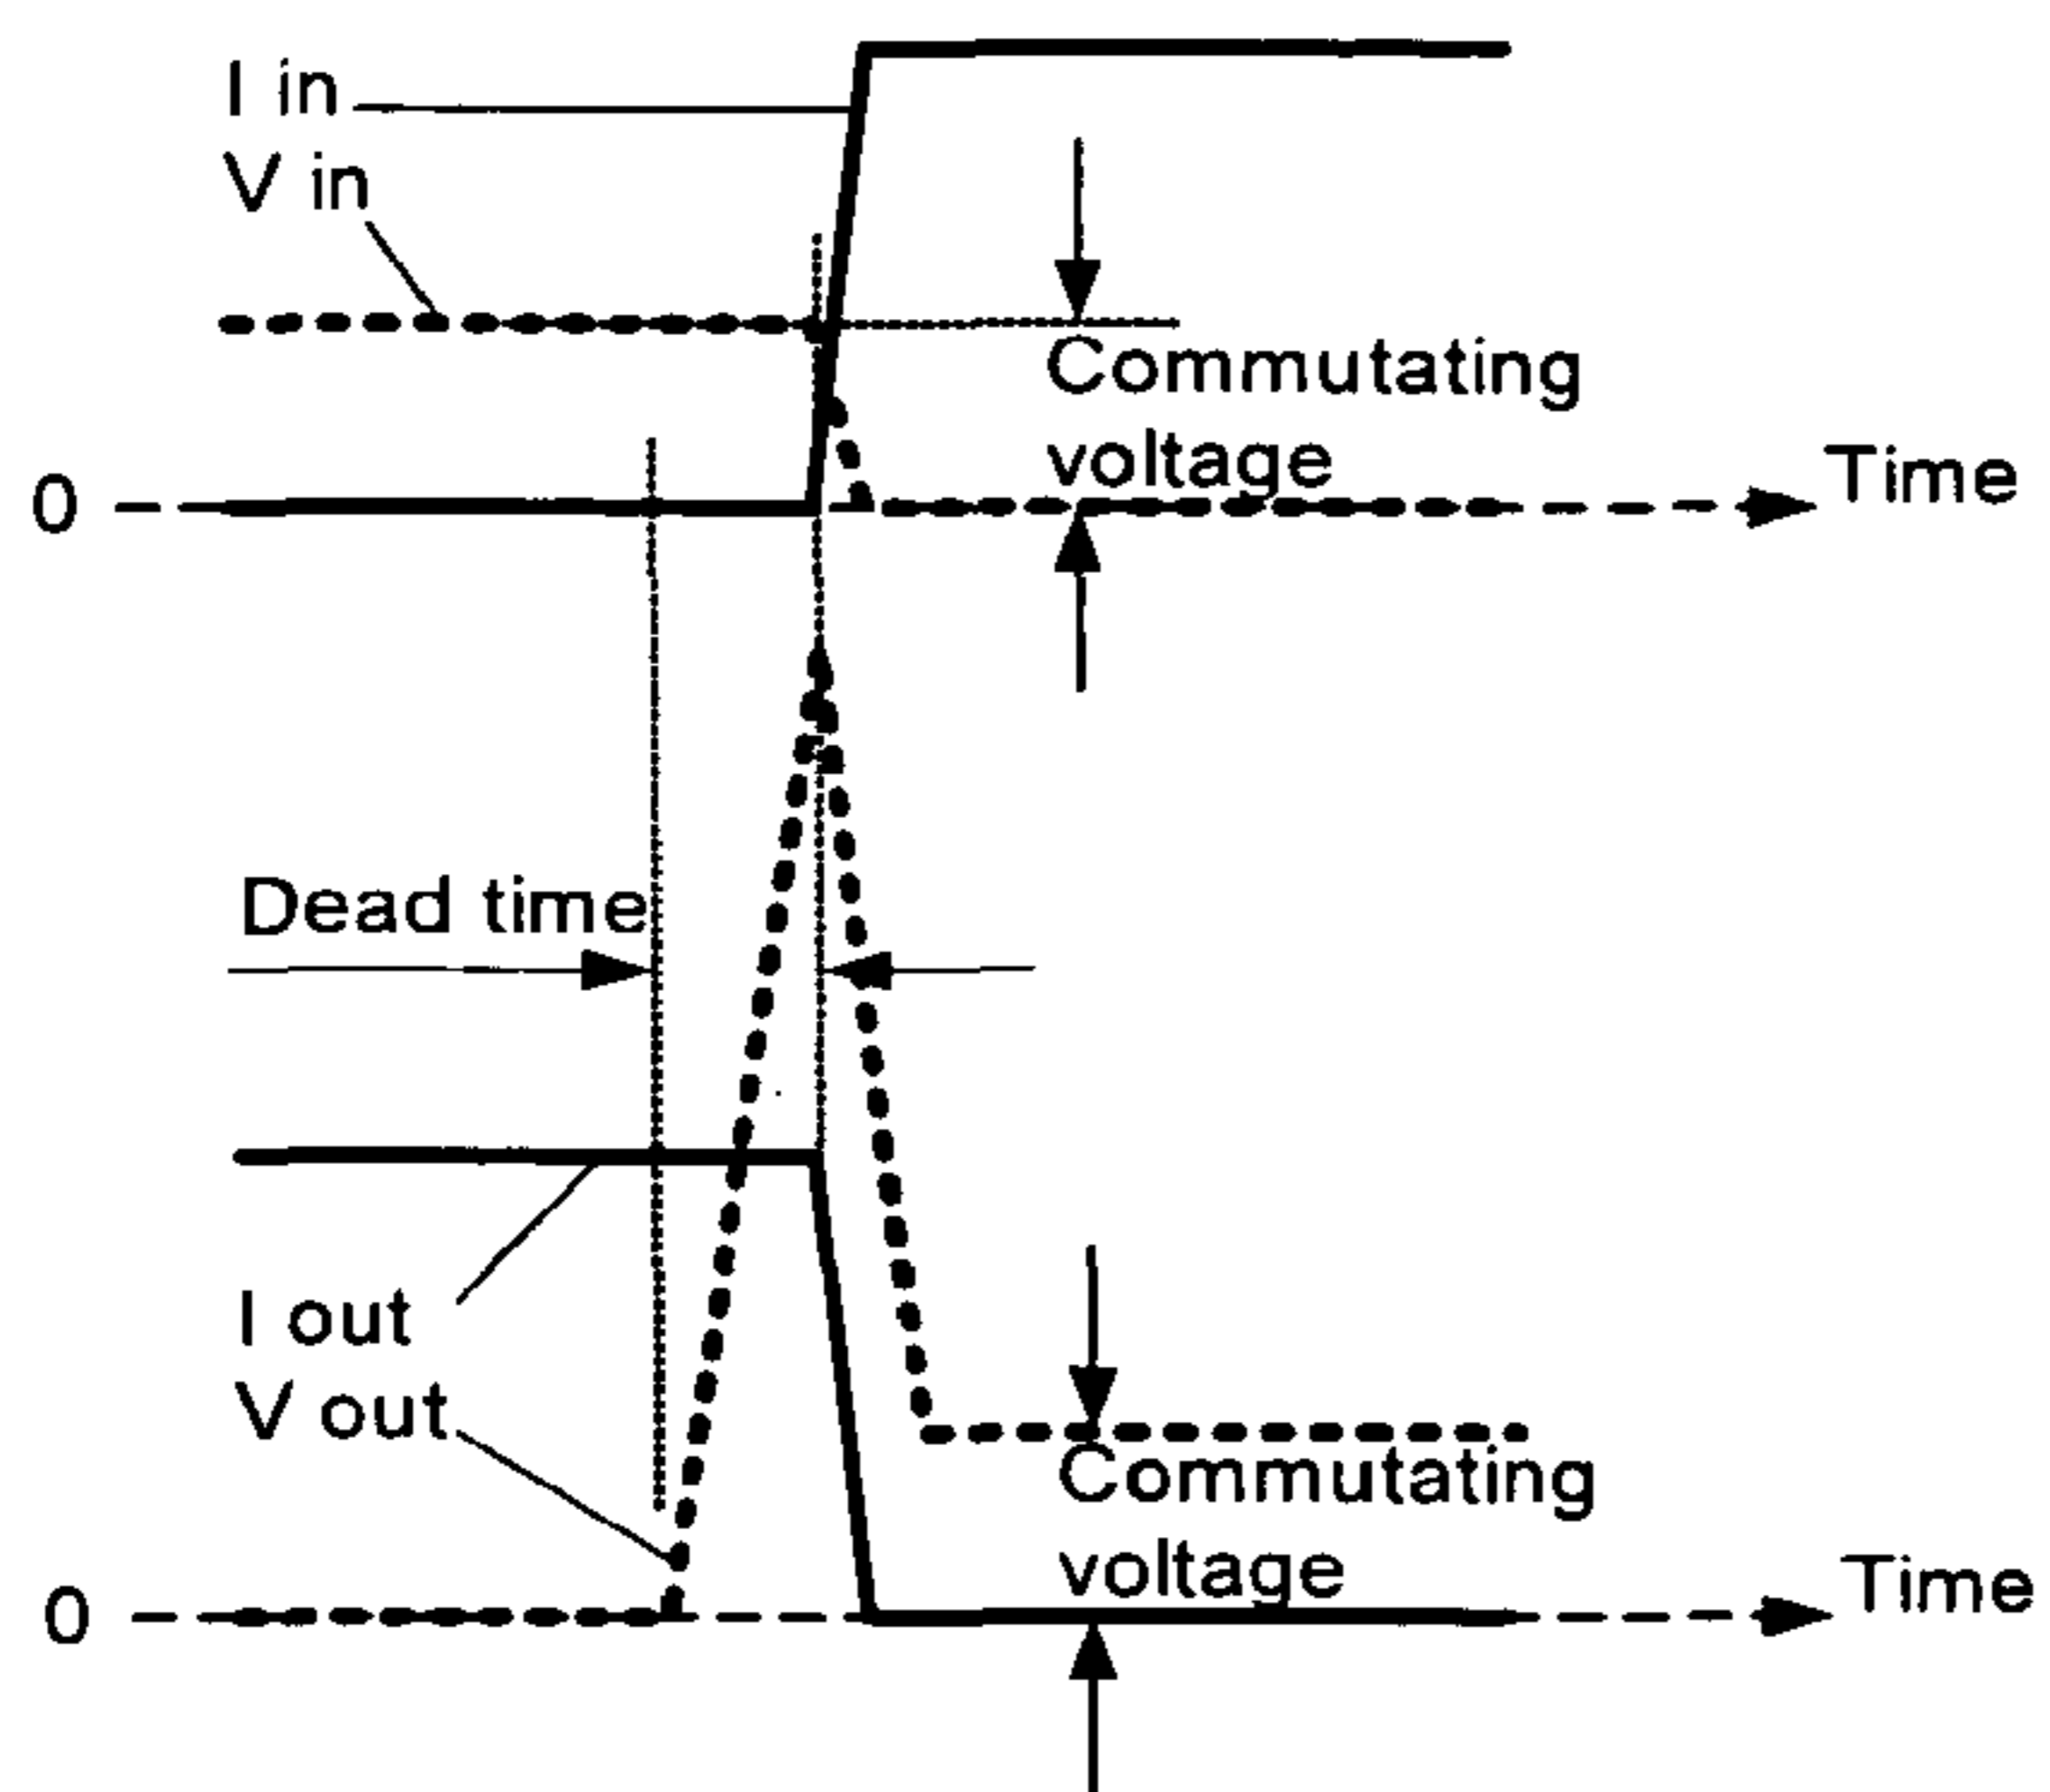 I in
V in
Commutating
voltage
0
Time
Dead time
I out
V out
Commutating
voltage
0
Time